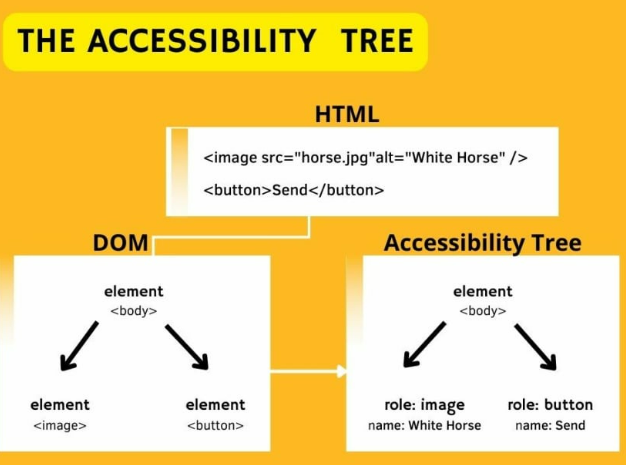 THE ACCESSIBILITY TREE
HTML
<image src="horse.jpg"alt="White Horse" />
<button>Send</button>
DOM
element
<body>
element
<image>
element
<button>
Accessibility Tree
element
<body>
role: image
name: White Horse
role: button
name: Send